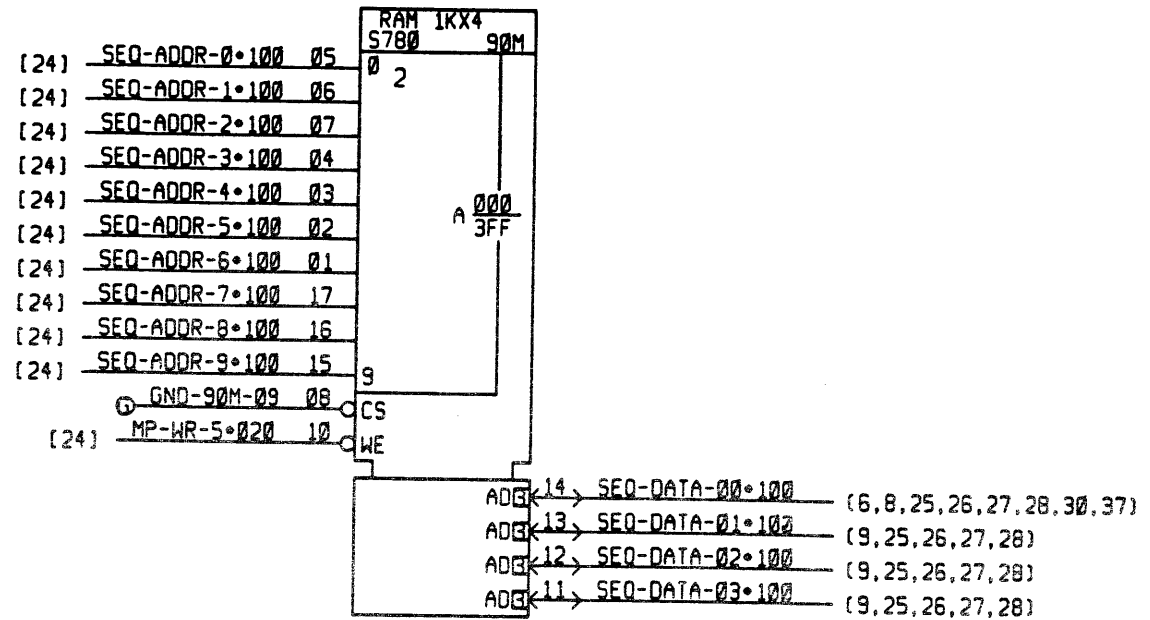 RAM 1KX4
S780 90M
[24] SEQ-ADDR-0•100 05 0 2
[24] SEQ-ADDR-1•100 06
[24] SEQ-ADDR-2•100 07
[24] SEQ-ADDR-3•100 04
[24] SEQ-ADDR-4•100 03 A 000
[24] SEQ-ADDR-5•100 02 3FF
[24] SEQ-ADDR-6•100 01
[24] SEQ-ADDR-7•100 17
[24] SEQ-ADDR-8•100 16
[24] SEQ-ADDR-9•100 15 9
G GND-90M-09 08 CS
[24] MP-WR-5•020 10 WE
14 SEQ-DATA-00•100 (6,8,25,26,27,28,30,37)
13 SEQ-DATA-01•100 (9,25,26,27,28)
12 SEQ-DATA-02•100 (9,25,26,27,28)
11 SEQ-DATA-03•100 (9,25,26,27,28)